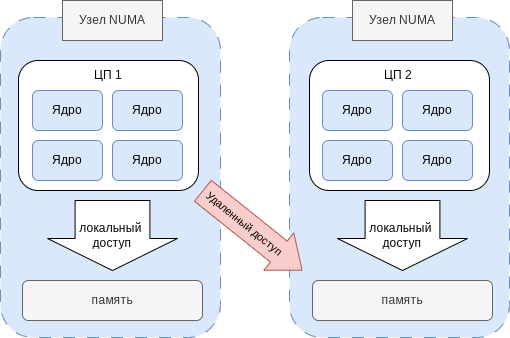 Узел NUMA
ЦП 1
Ядро
Ядро
Ядро
Ядро
локальный
доступ
память
Удаленный доступ
Узел NUMA
ЦП 2
Ядро
Ядро
Ядро
Ядро
локальный
доступ
память